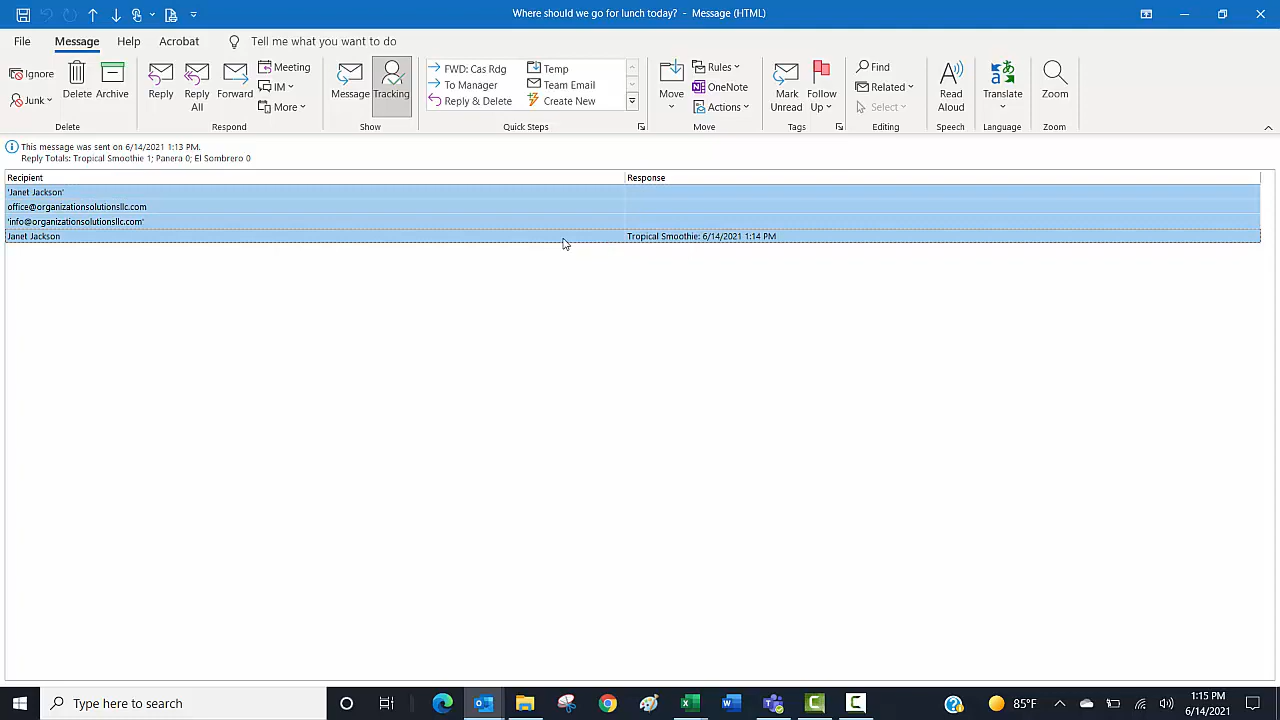 Where should we go for lunch today? - Message (HTML)
File Message Help Acrobat Tell me what you want to do
Ignore
Junk
Delete
Archive
Delete
Reply
Reply All
Forward
Meeting
IM
More
Respond
Message
Tracking
Show
FWD: Cas Rdg
To Manager
Reply & Delete
Temp
Team Email
Create New
Quick Steps
Move
Rules
OneNote
Actions
Move
Mark Unread
Follow Up
Tags
Find
Related
Select
Editing
Read Aloud
Speech
Translate
Language
Zoom
Zoom
This message was sent on 6/14/2021 1:13 PM.
Reply Totals: Tropical Smoothie 1; Panera 0; El Sombrero 0
Recipient Response
'Janet Jackson'
office@organizationsolutionsllc.com
'info@organizationsolutionsllc.com'
Janet Jackson Tropical Smoothie: 6/14/2021 1:14 PM
Type here to search
85°F
1:15 PM
6/14/2021